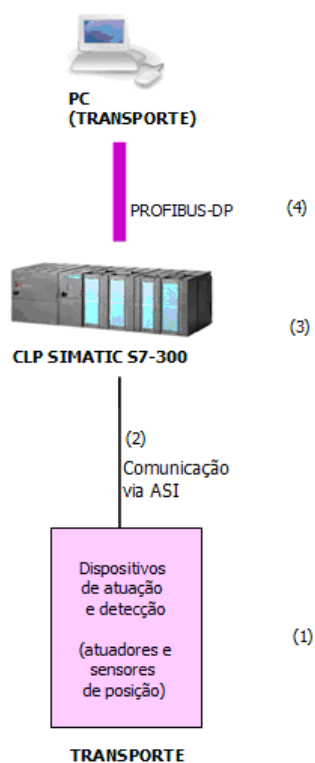 PC
(TRANSPORTE)
PROFIBUS-DP
(4)
(3)
CLP SIMATIC S7-300
(2)
Comunicação
via ASI
Dispositivos
de atuação
e detecção
(atuadores e
sensores
de posição)
(1)
TRANSPORTE